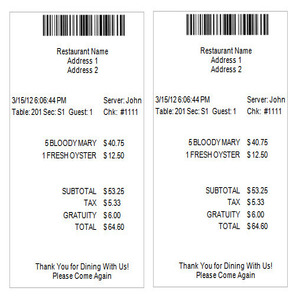 Restaurant Name
Address 1
Address 2
3/15/12 6:06:44 PM Server: John
Table: 201 Sec: S1 Guest: 1 Chk: #1111
5 BLOODY MARY $ 40.75
1 FRESH OYSTER $ 12.50
SUBTOTAL $ 53.25
TAX $ 5.33
GRATUITY $ 6.00
TOTAL $ 64.60
Thank You for Dining With Us!
Please Come Again
Restaurant Name
Address 1
Address 2
3/15/12 6:06:44 PM Server: John
Table: 201 Sec: S1 Guest: 1 Chk: #1111
5 BLOODY MARY $ 40.75
1 FRESH OYSTER $ 12.50
SUBTOTAL $ 53.25
TAX $ 5.33
GRATUITY $ 6.00
TOTAL $ 64.60
Thank You for Dining With Us!
Please Come Again